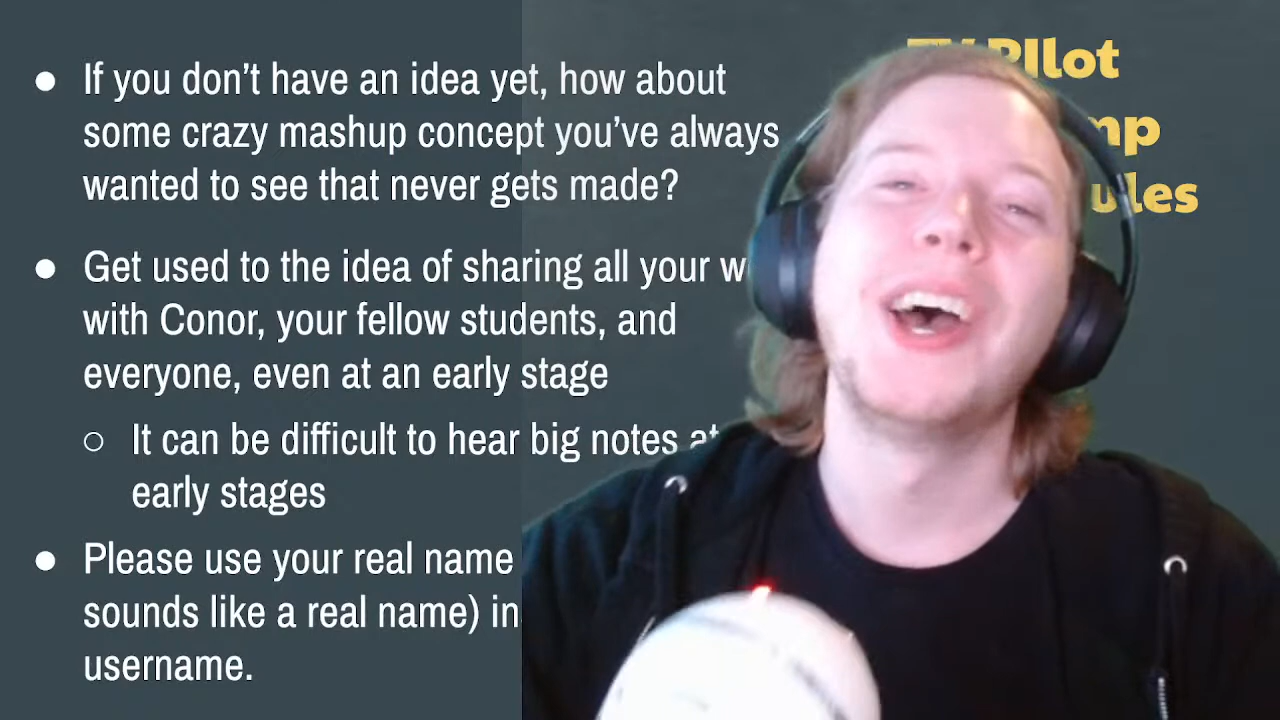 If you don't have an idea yet, how about
some crazy mashup concept you've always
wanted to see that never gets made?
Get used to the idea of sharing all your
with Conor, your fellow students, and
everyone, even at an early stage
It can be difficult to hear big notes at
early stages
Please use your real name
sounds like a real name) in
username.
TV PIlot